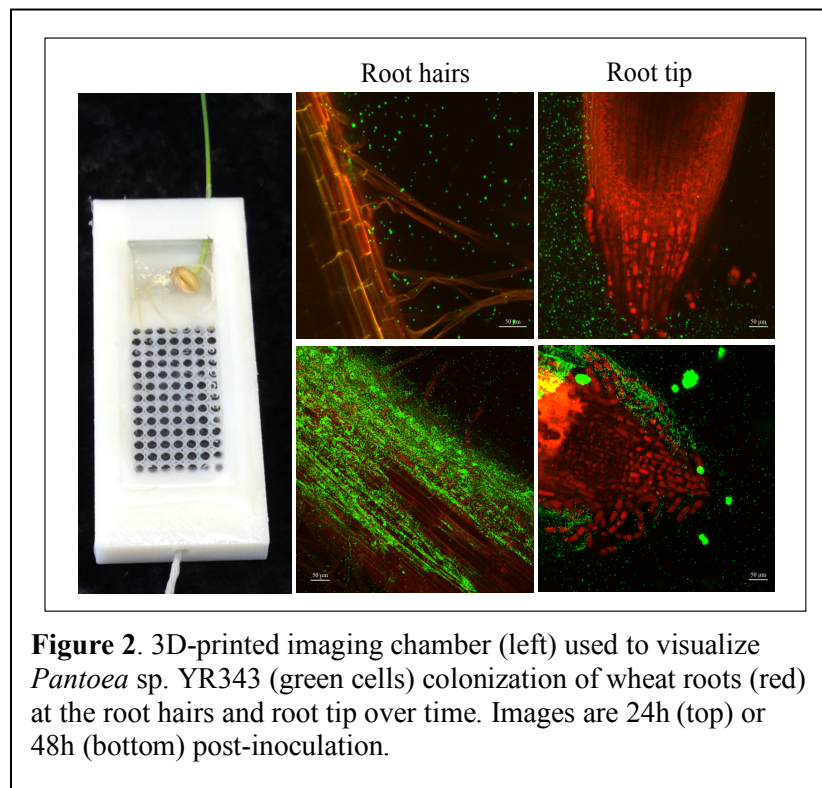 Root hairs
Root tip
50 µm
50 µm
50 µm
50 µm
Figure 2. 3D-printed imaging chamber (left) used to visualize
Pantoea sp. YR343 (green cells) colonization of wheat roots (red)
at the root hairs and root tip over time. Images are 24h (top) or
48h (bottom) post-inoculation.